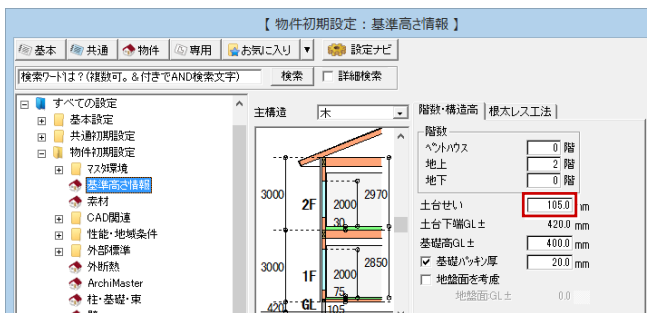 【 物件初期設定：基準高さ情報 】
基本 共通 物件 専用 お気に入り ▼ 設定ナビ
検索ワードは？(複数可。&付きでAND検索文字) 検索 詳細検索
すべての設定
基本設定
共通初期設定
物件初期設定
マスタ環境
基準高さ情報
素材
CAD関連
性能・地域条件
外部標準
外断熱
ArchiMaster
柱・基礎・束
主構造 木
3000 2F 2000 2970
30
3000 1F 2000 2850
75
420 GL 105
階数・構造高 根太レス工法
階数
ペントハウス 0 階
地上 2 階
地下 0 階
土台せい 105.0 mm
土台下端GL± 420.0 mm
基礎高GL± 400.0 mm
基礎パッキン厚 20.0 mm
地盤面を考慮
地盤面GL± 0.0